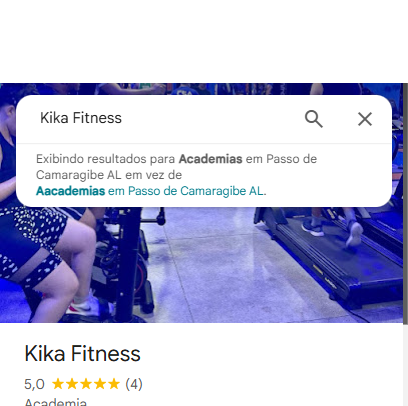 Kika Fitness
Exibindo resultados para Academias em Passo de
Camaragibe AL em vez de
Aacademias em Passo de Camaragibe AL.
Kika Fitness
5,0 ★★★★★ (4)
Academia